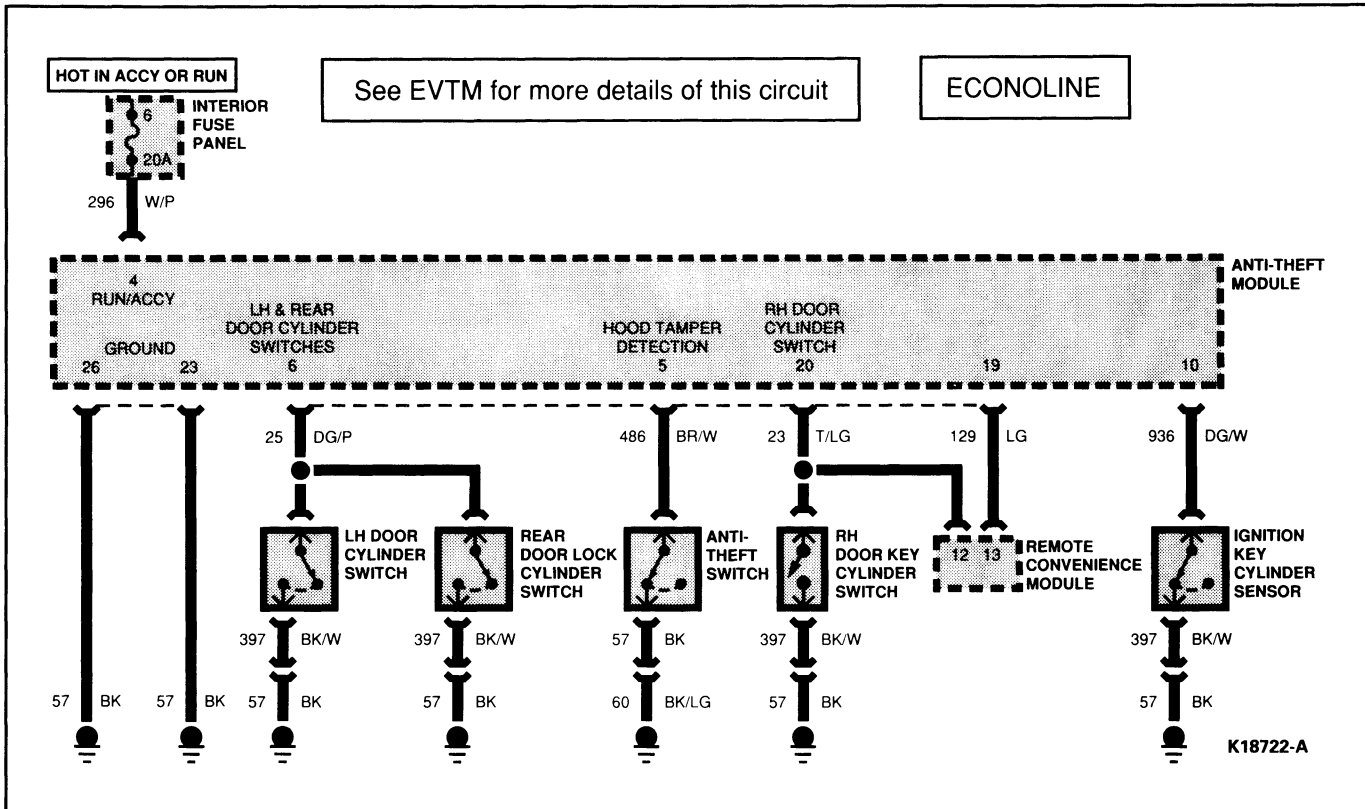 HOT IN ACCY OR RUN
See EVTM for more details of this circuit
ECONOLINE
6
20A
INTERIOR
FUSE
PANEL
296 W/P
ANTI-THEFT
MODULE
4
RUN/ACCY
GROUND
26 23
LH & REAR
DOOR CYLINDER
SWITCHES
6
HOOD TAMPER
DETECTION
5
RH DOOR
CYLINDER
SWITCH
20
19
10
25 DG/P
486 BR/W
23 T/LG
129 LG
936 DG/W
LH DOOR
CYLINDER
SWITCH
REAR
DOOR LOCK
CYLINDER
SWITCH
ANTI-
THEFT
SWITCH
RH
DOOR KEY
CYLINDER
SWITCH
12 13
REMOTE
CONVENIENCE
MODULE
IGNITION
KEY
CYLINDER
SENSOR
397 BK/W
397 BK/W
57 BK
397 BK/W
397 BK/W
57 BK
57 BK
57 BK
57 BK
60 BK/LG
57 BK
57 BK
K18722-A